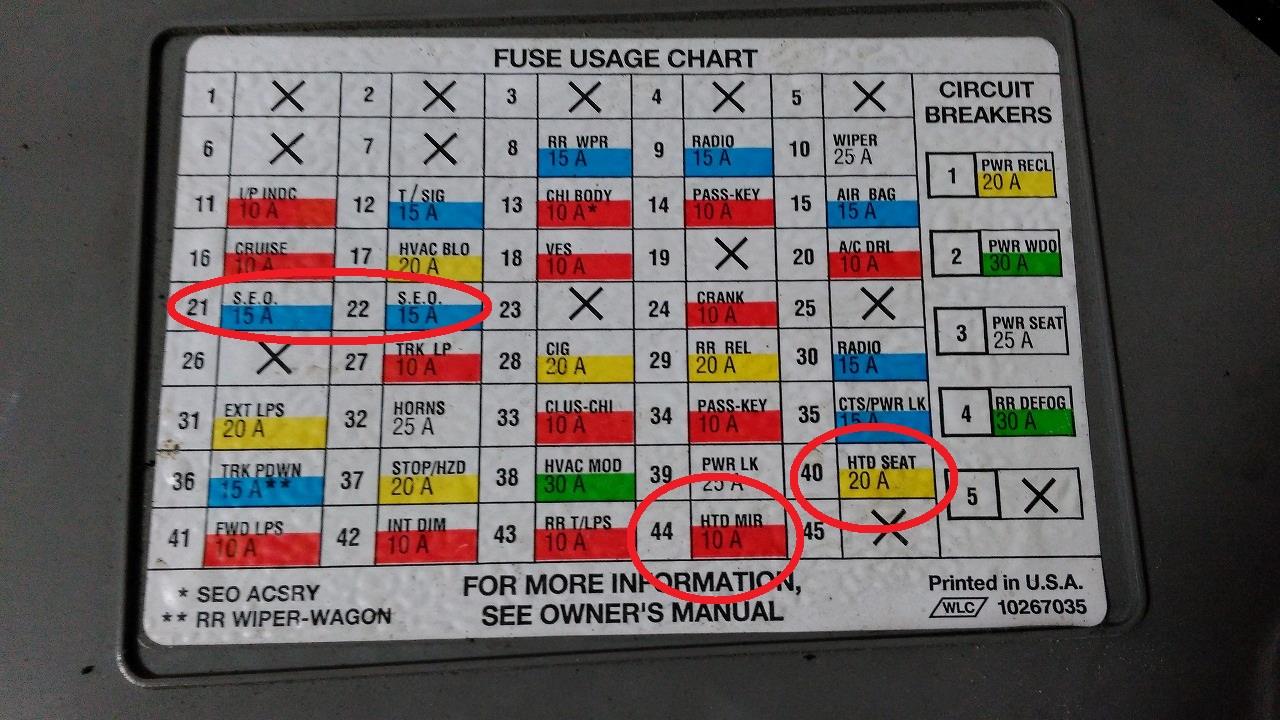 FUSE USAGE CHART
1 2 3 4 5
6 7 8 RR WPR 15 A 9 RADIO 15 A 10 WIPER 25 A
11 I/P INDC 10 A 12 T/SIG 15 A 13 CHI BODY 10 A* 14 PASS-KEY 10 A 15 AIR BAG 15 A
16 CRUISE 10 A 17 HVAC BLO 20 A 18 VES 10 A 19 20 A/C DRL 10 A
21 S.E.O. 15 A 22 S.E.O. 15 A 23 24 CRANK 10 A 25
26 27 TRK LP 10 A 28 CIG 20 A 29 RR REL 20 A 30 RADIO 15 A
31 EXT LPS 20 A 32 HORNS 25 A 33 CLUS-CHI 10 A 34 PASS-KEY 10 A 35 CTS/PWR LK 15 A
36 TRK PDWN 15 A** 37 STOP/HZD 20 A 38 HVAC MOD 30 A 39 PWR LK 25 A 40 HTD SEAT 20 A
41 FWD LPS 10 A 42 INT DIM 10 A 43 RR T/LPS 10 A 44 HTD MIR 10 A 45
CIRCUIT
BREAKERS
1 PWR RECL 20 A
2 PWR WDO 30 A
3 PWR SEAT 25 A
4 RR DEFOG 30 A
5
* SEO ACSRY
** RR WIPER-WAGON
FOR MORE INFORMATION,
SEE OWNER'S MANUAL
Printed in U.S.A.
WLC 10267035